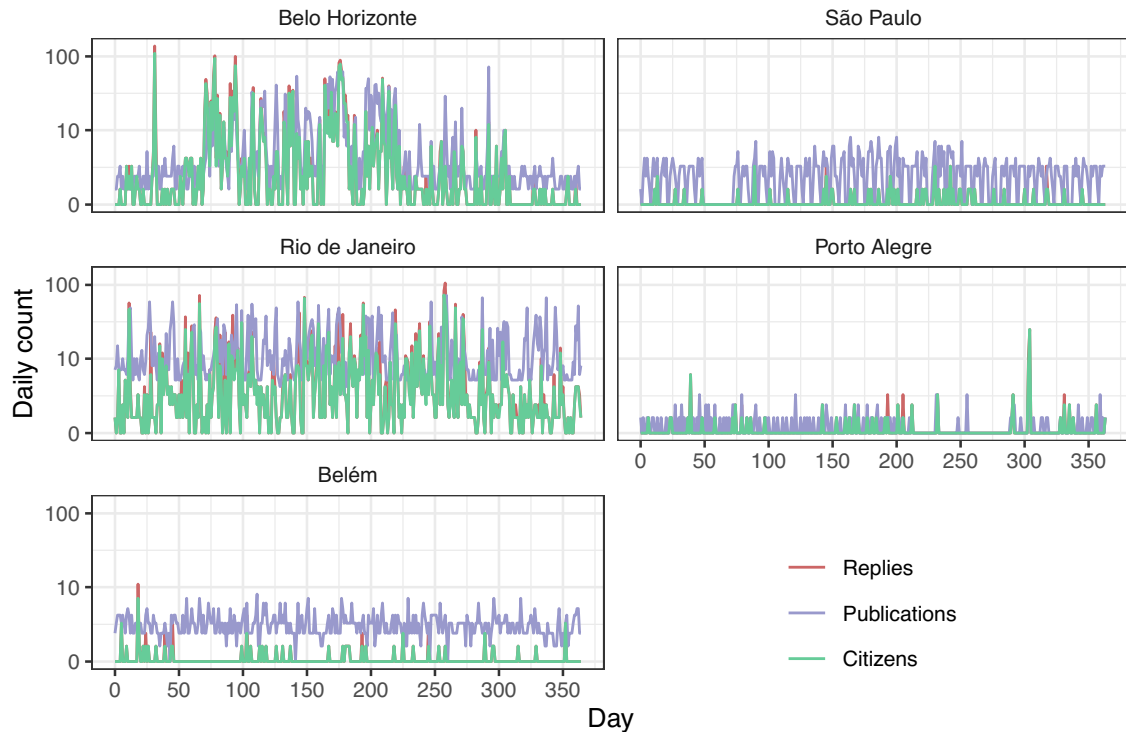 Belo Horizonte
São Paulo
100
10
0
Rio de Janeiro
Porto Alegre
100
10
0
0 50 100 150 200 250 300 350
Belém
100
10
0
0 50 100 150 200 250 300 350
Daily count
Day
Replies
Publications
Citizens